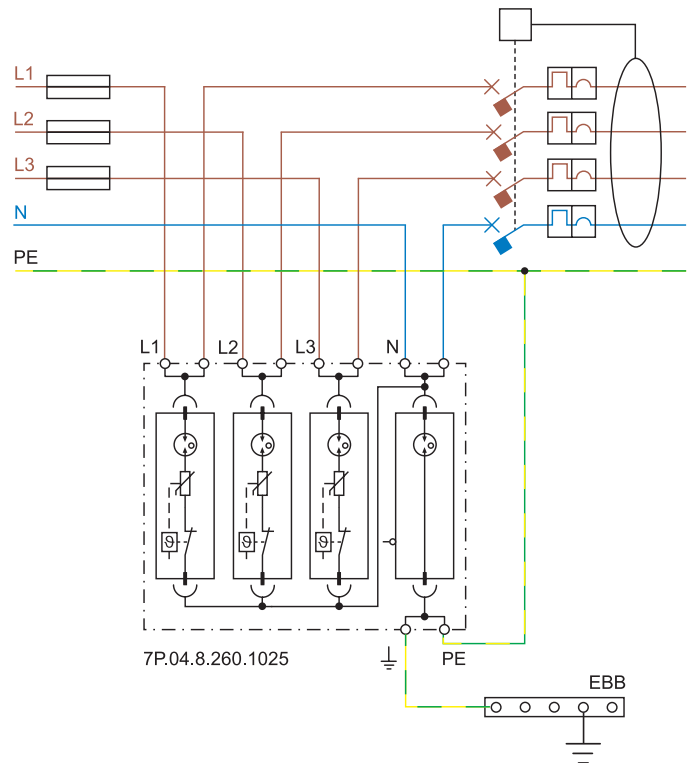 L1
L2
L3
N
PE
L1 L2 L3 N
ϑ ϑ ϑ
7P.04.8.260.1025 PE
EBB